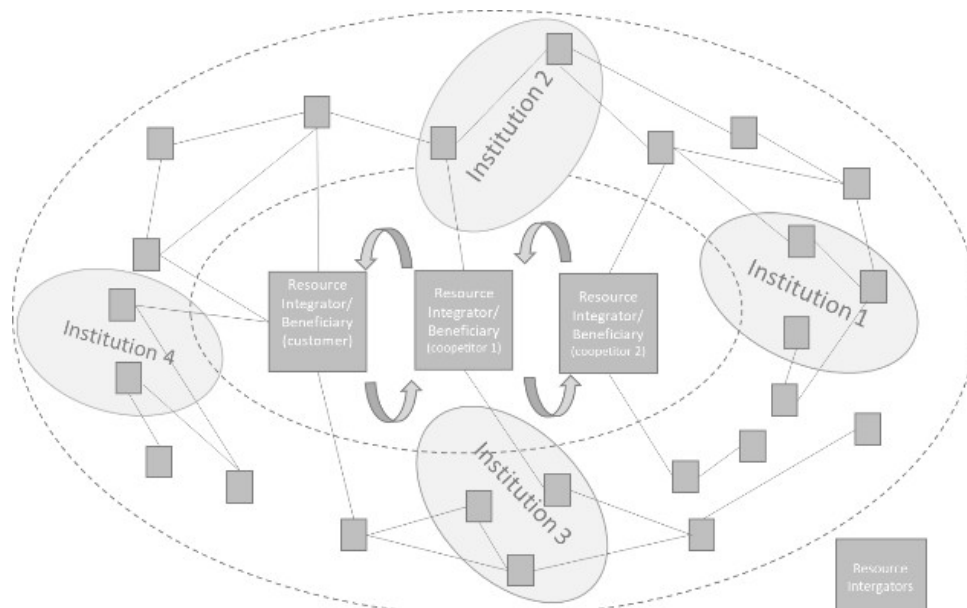 Institution 2
Institution 1
Institution 4
Institution 3
Resource
Integrator/
Beneficiary
(customer)
Resource
Integrator/
Beneficiary
(coopetitor 1)
Resource
Integrator/
Beneficiary
(coopetitor 2)
Resource
Intergators